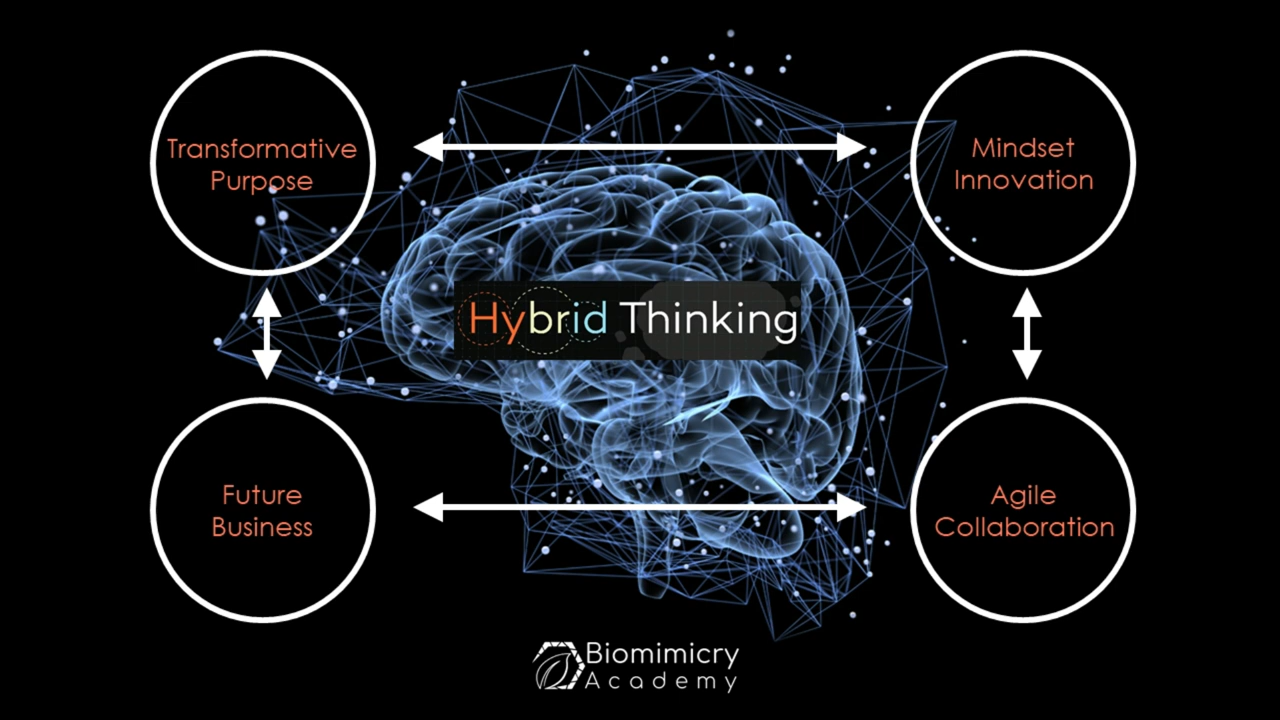 Transformative
Purpose
Mindset
Innovation
Hybrid Thinking
Future
Business
Agile
Collaboration
Biomimicry
Academy